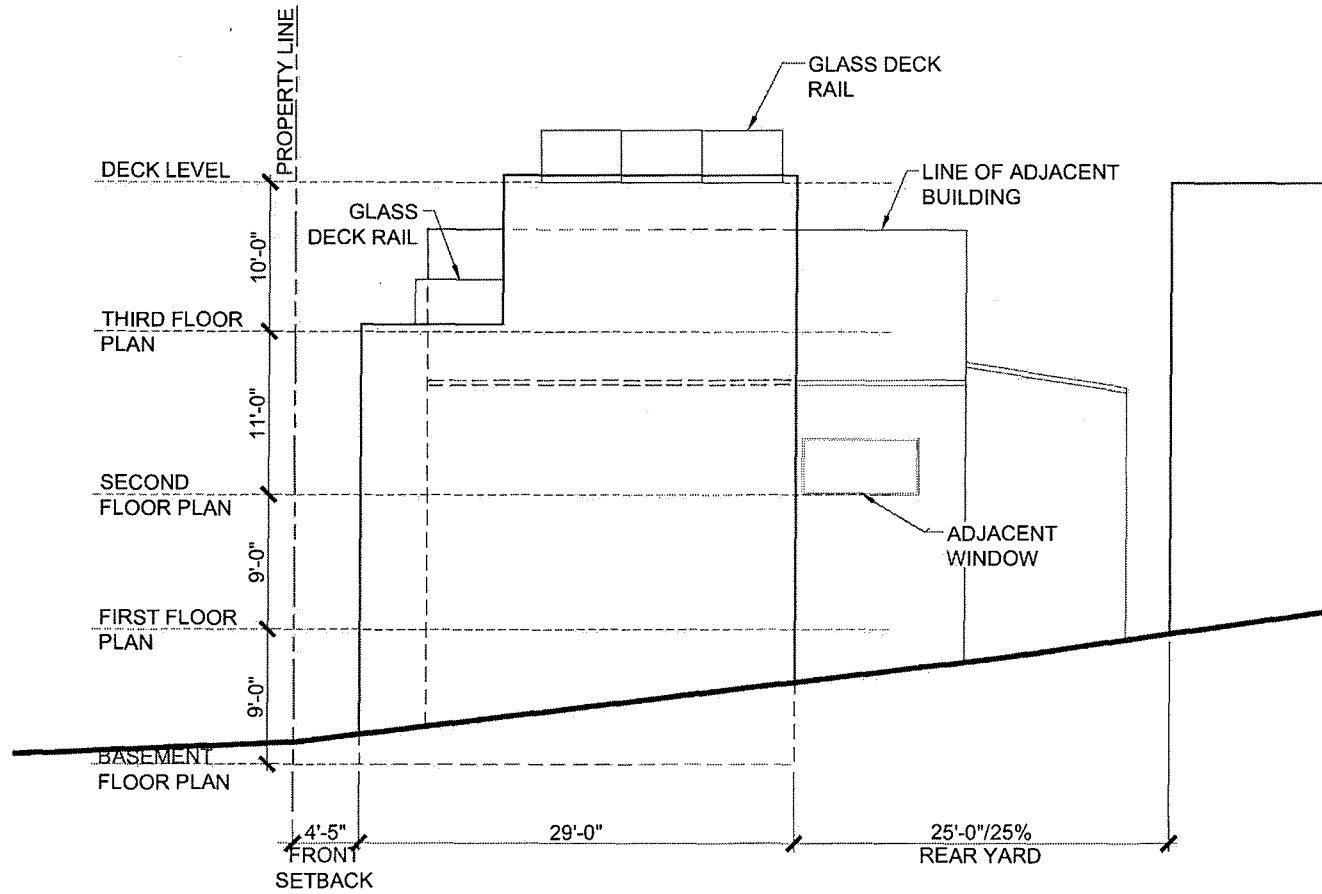 PROPERTY LINE
GLASS DECK
RAIL
DECK LEVEL
LINE OF ADJACENT
BUILDING
GLASS
DECK RAIL
10'-0"
THIRD FLOOR
PLAN
11'-0"
SECOND
FLOOR PLAN
ADJACENT
WINDOW
9'-0"
FIRST FLOOR
PLAN
9'-0"
BASEMENT
FLOOR PLAN
4'-5"
FRONT
SETBACK
29'-0"
25'-0"/25%
REAR YARD